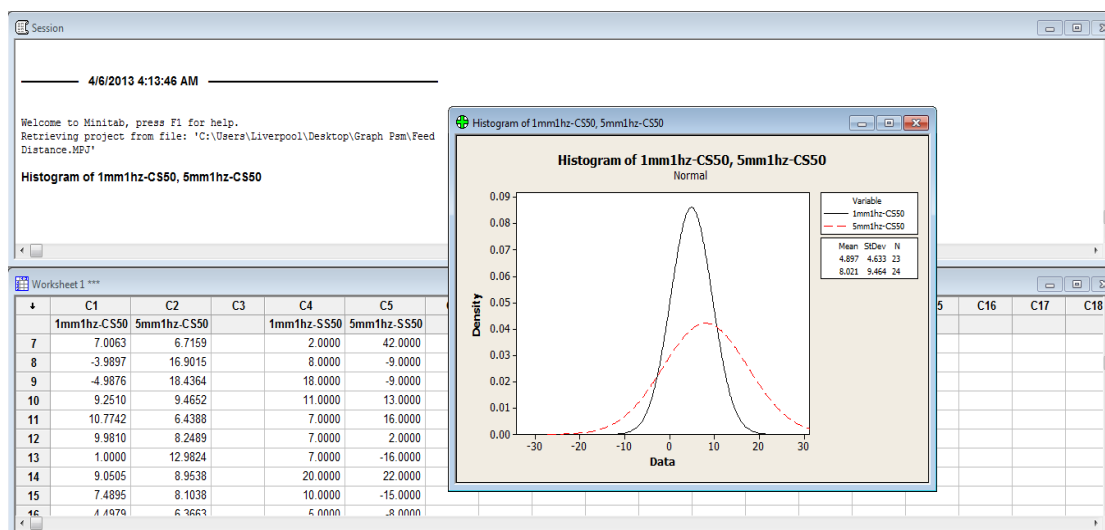 Session
4/6/2013 4:13:46 AM
Welcome to Minitab, press F1 for help.
Retrieving project from file: 'C:\Users\Liverpool\Desktop\Graph Psm\Feed
Distance.MPJ'
Histogram of 1mm1hz-CS50, 5mm1hz-CS50
Histogram of 1mm1hz-CS50, 5mm1hz-CS50
Histogram of 1mm1hz-CS50, 5mm1hz-CS50
Normal
0.09
0.08
0.07
0.06
0.05
0.04
0.03
0.02
0.01
0.00
Density
-30 -20 -10 0 10 20 30
Data
Variable
1mm1hz-CS50
5mm1hz-CS50
Mean StDev N
4.897 4.633 23
8.021 9.464 24
Worksheet 1 ***
C1 C2 C3 C4 C5 C16 C17 C18
1mm1hz-CS50 5mm1hz-CS50 1mm1hz-SS50 5mm1hz-SS50
7 7.0063 6.7159 2.0000 42.0000
8 -3.9897 16.9015 8.0000 -9.0000
9 -4.9876 18.4364 18.0000 -9.0000
10 9.2510 9.4652 11.0000 13.0000
11 10.7742 6.4388 7.0000 16.0000
12 9.9810 8.2489 7.0000 2.0000
13 1.0000 12.9824 7.0000 -16.0000
14 9.0505 8.9538 20.0000 22.0000
15 7.4895 8.1038 10.0000 -15.0000
16 4.4979 6.3663 5.0000 -8.0000